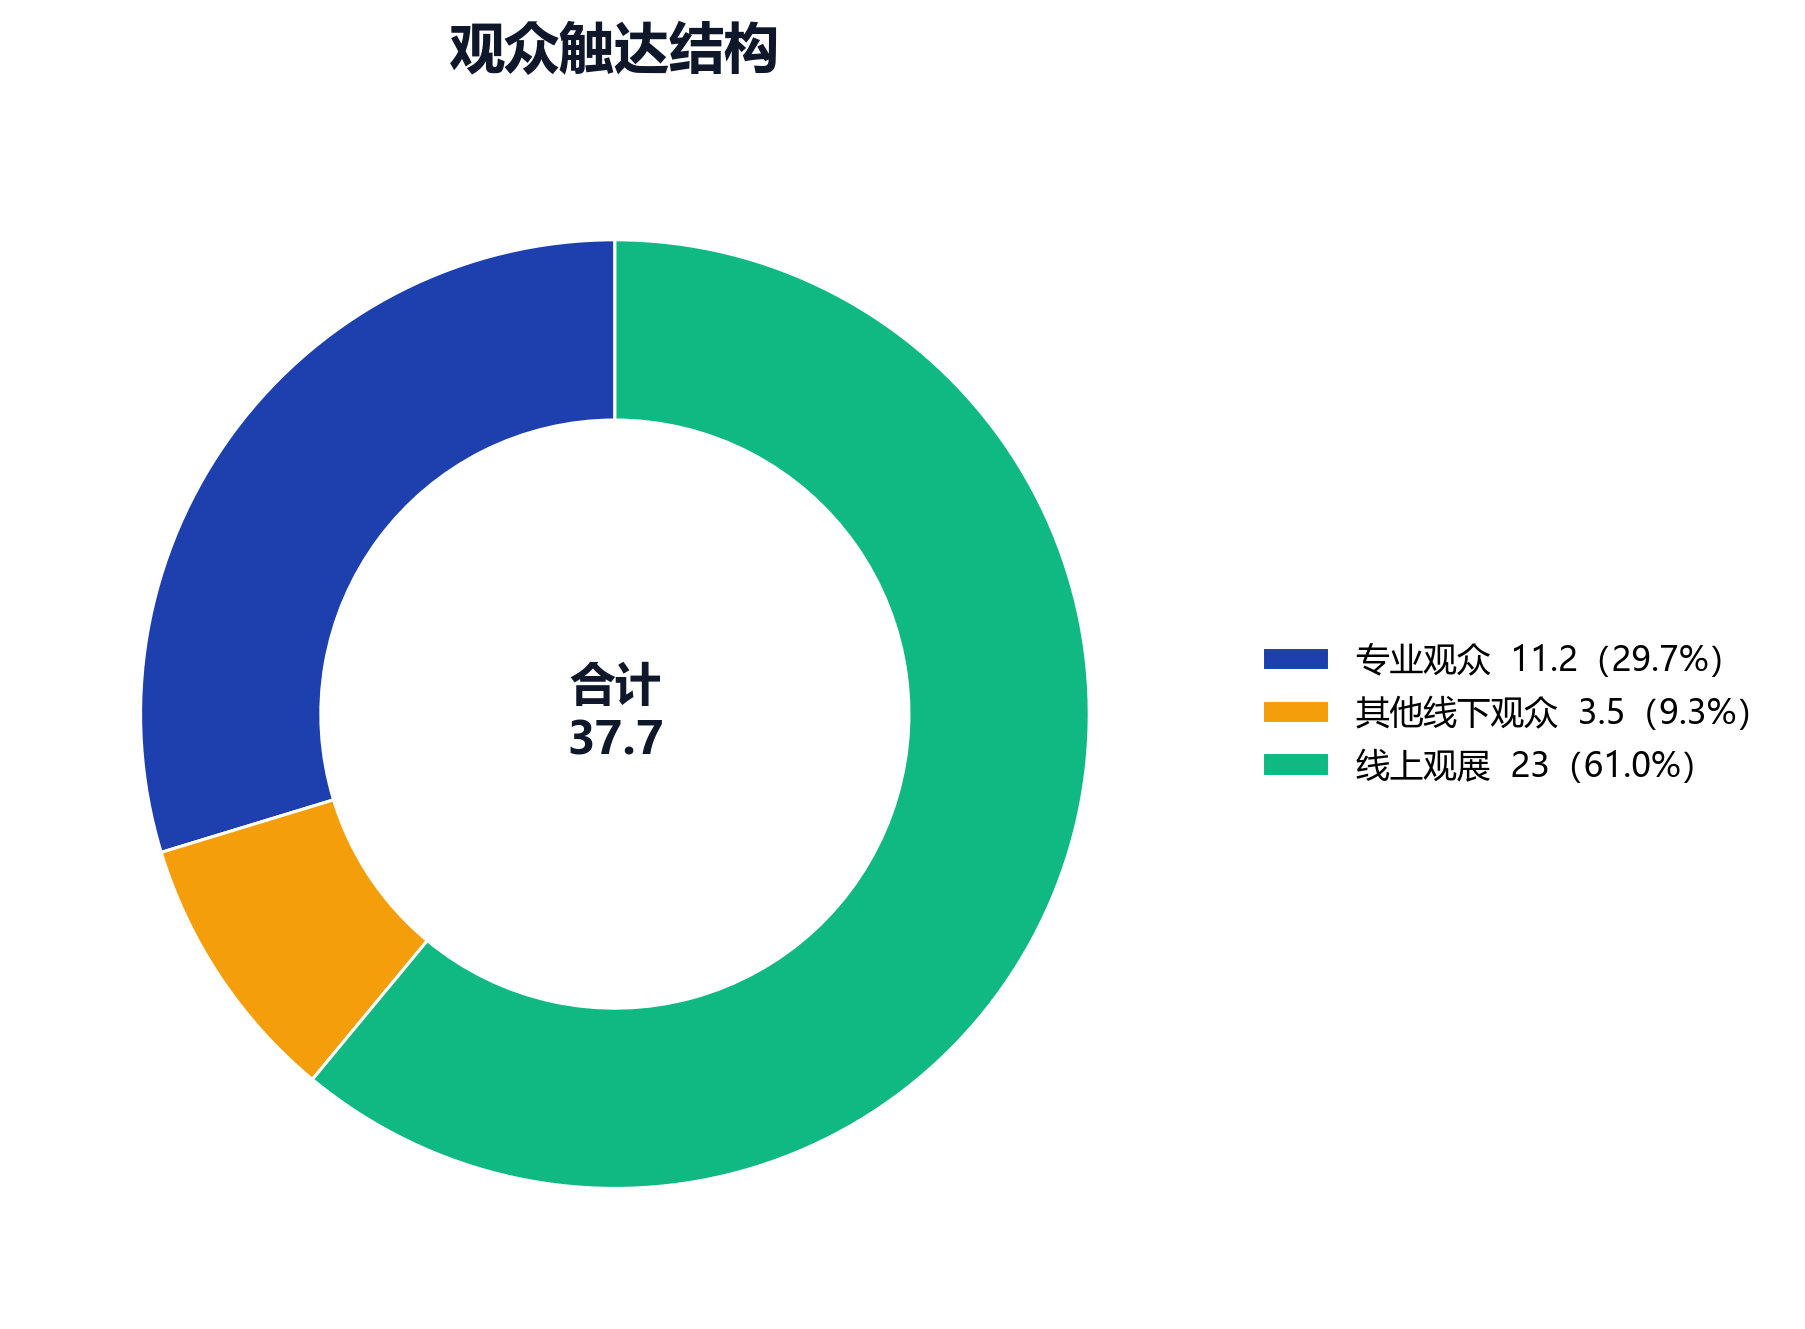 观众触达结构
合计
37.7
专业观众 11.2（29.7%）
其他线下观众 3.5（9.3%）
线上观展 23（61.0%）